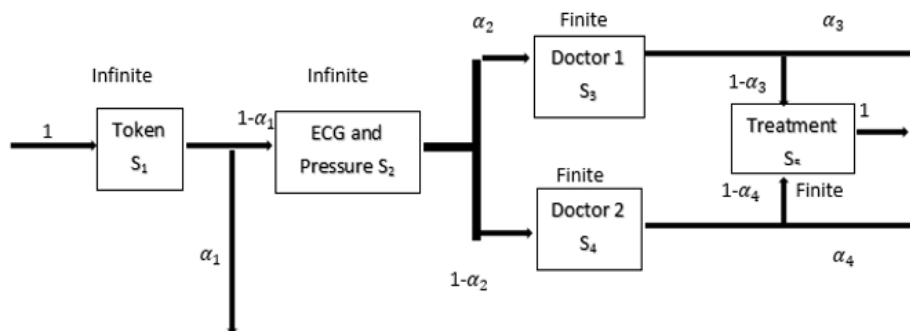 α₂
Finite
α₃
Infinite
Infinite
Doctor 1
S₃
1-α₃
1
Token
S₁
1-α₁
ECG and
Pressure S₂
Treatment
S₅
1
Finite
1-α₄
Finite
Doctor 2
S₄
α₁
1-α₂
α₄